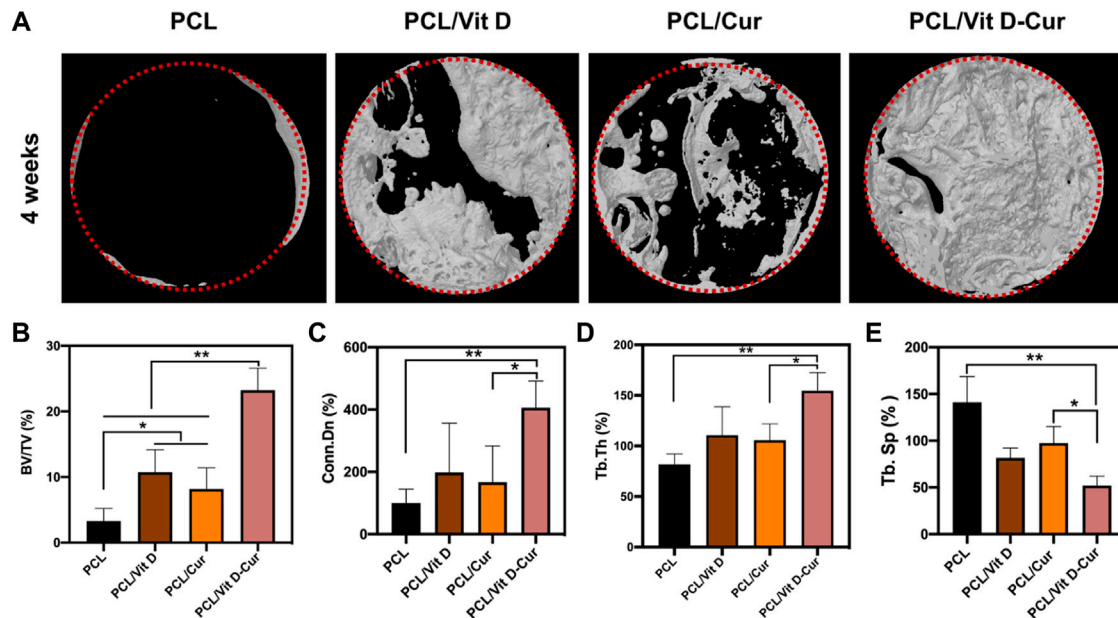 A
PCL
PCL/Vit D
PCL/Cur
PCL/Vit D-Cur
4 weeks
B
BV/TV (%)
30
20
10
0
**
*
PCL
PCL/Vit D
PCL/Cur
PCL/Vit D-Cur
C
Conn.Dn (%)
600
400
200
0
**
*
PCL
PCL/Vit D
PCL/Cur
PCL/Vit D-Cur
D
Tb.Th (%)
200
150
100
50
0
**
*
PCL
PCL/Vit D
PCL/Cur
PCL/Vit D-Cur
E
Tb. Sp (% )
200
150
100
50
0
**
*
PCL
PCL/Vit D
PCL/Cur
PCL/Vit D-Cur